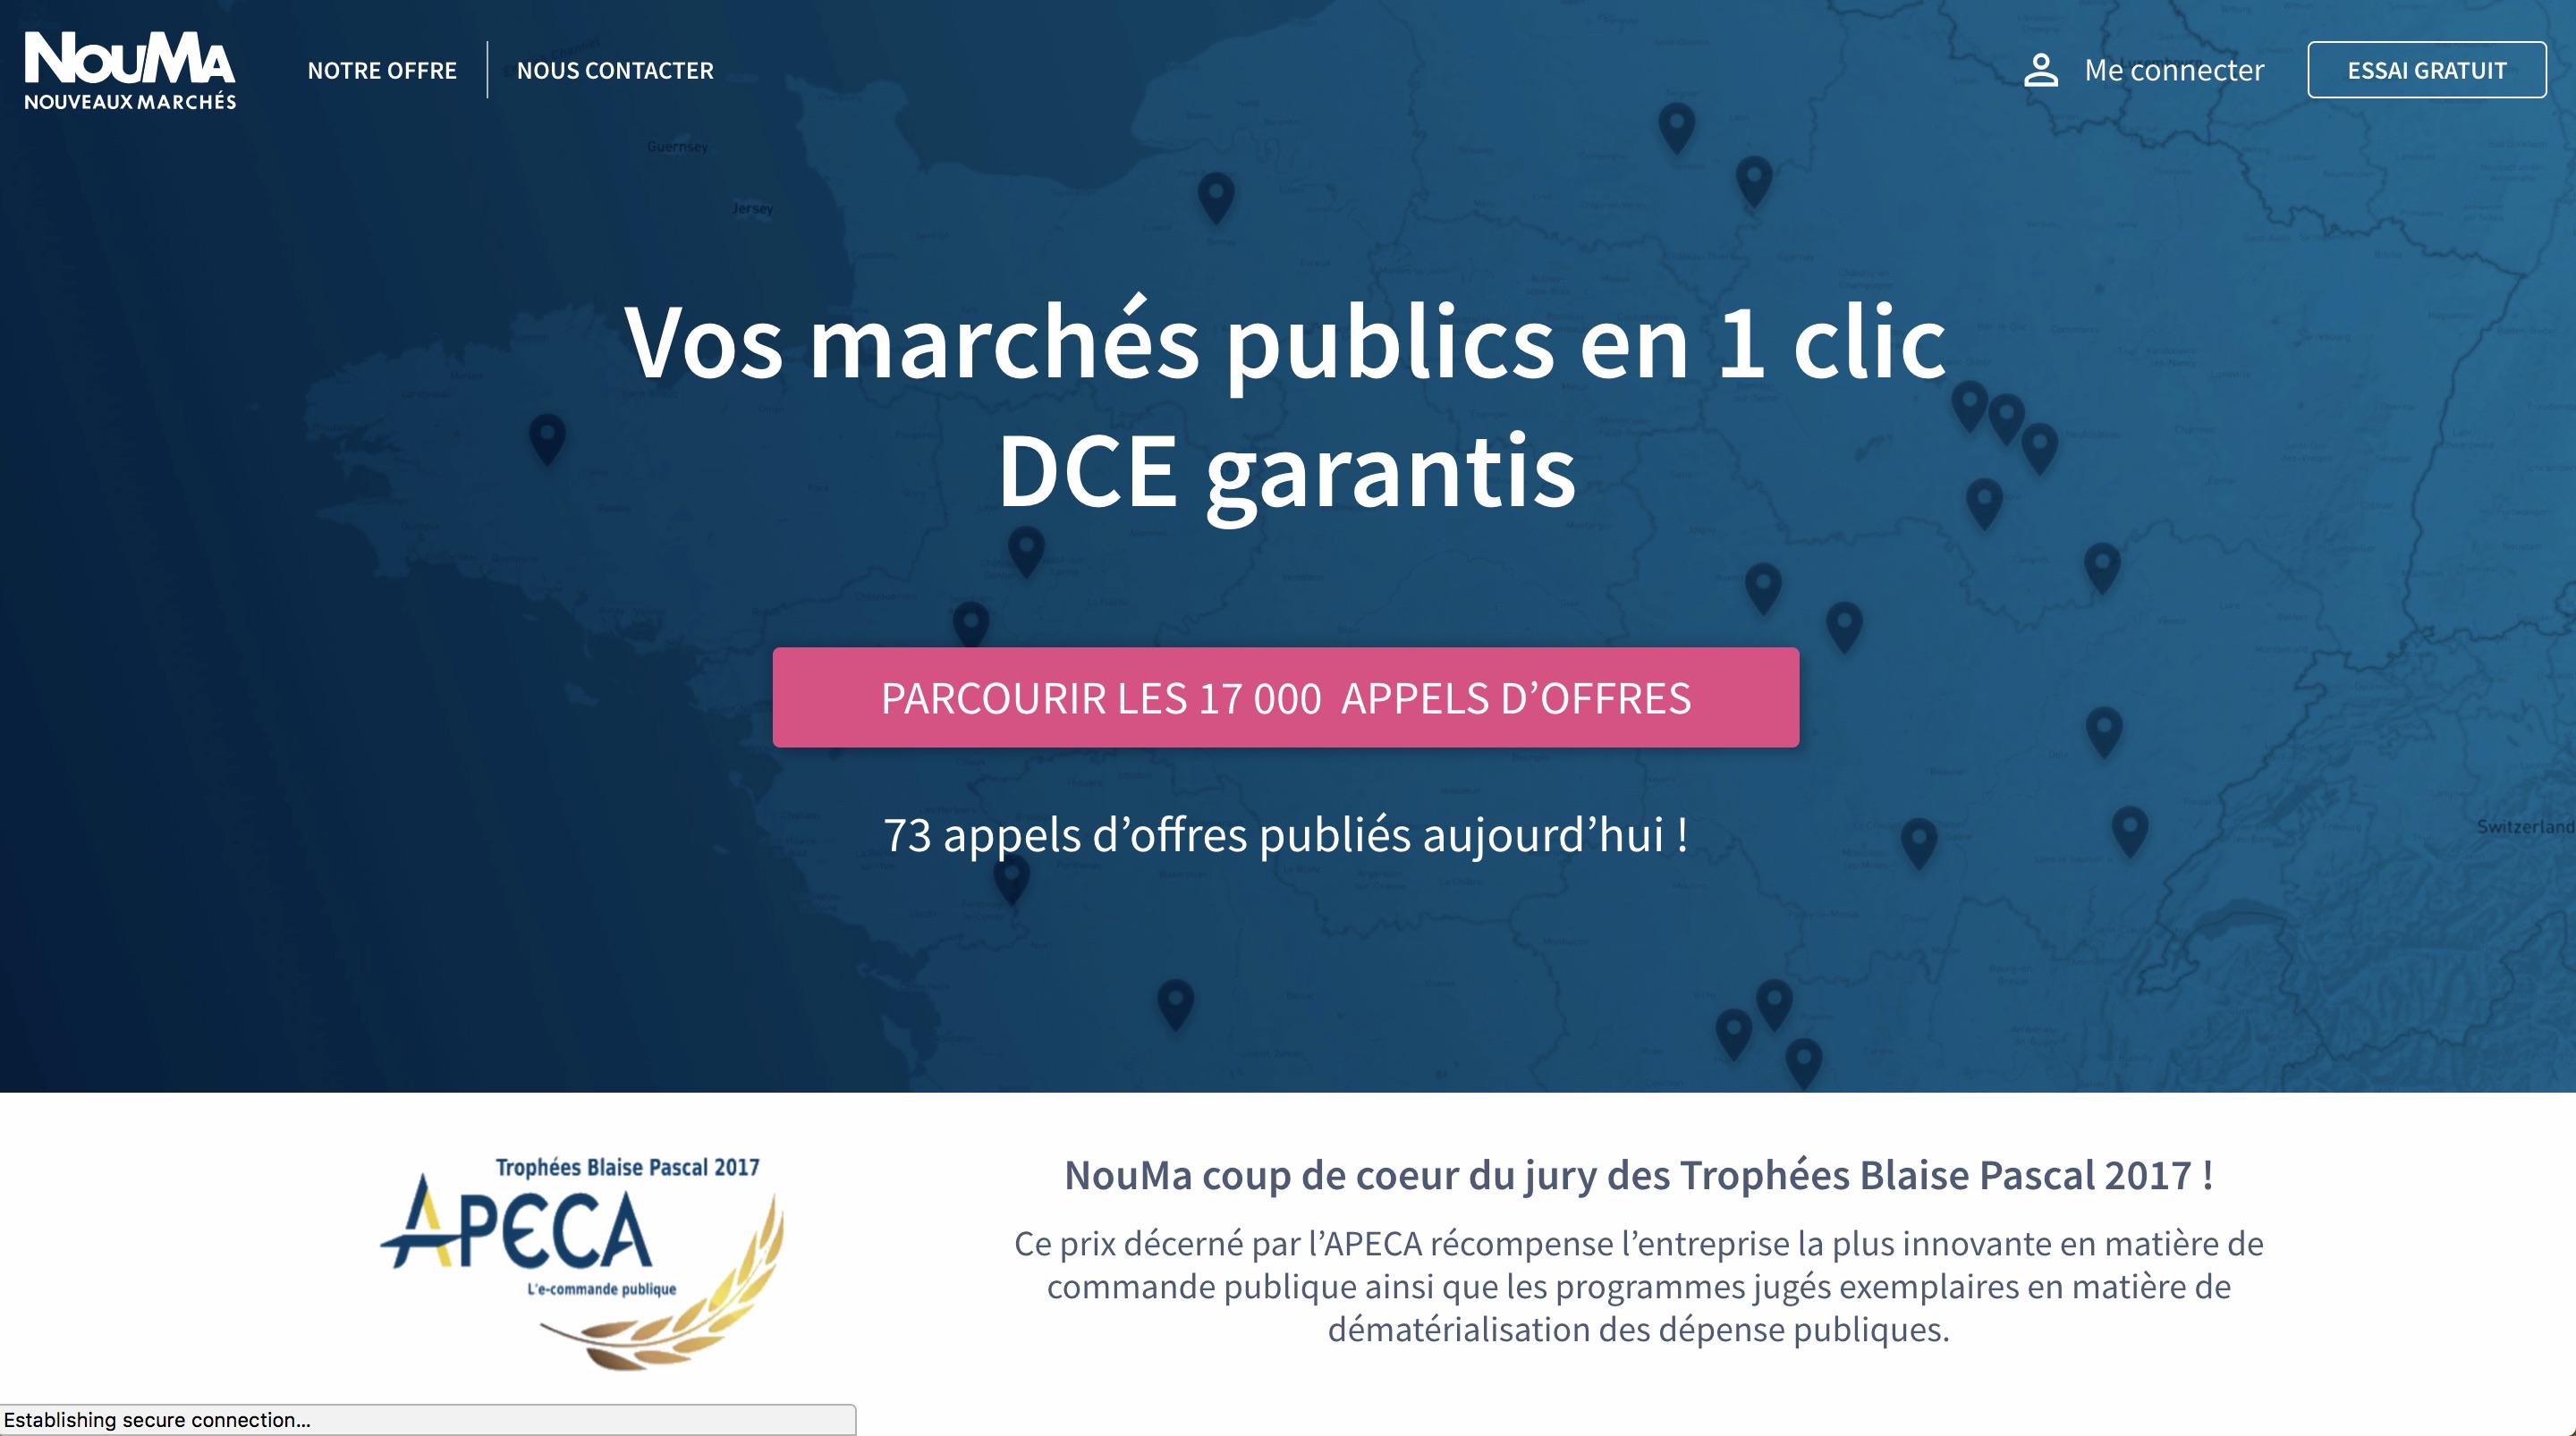 NOUMA
NOUVEAUX MARCHÉS
NOTRE OFFRE
NOUS CONTACTER
Me connecter
ESSAI GRATUIT
Guernsey
Jersey
Vos marchés publics en 1 clic
DCE garantis
PARCOURIR LES 17 000 APPELS D’OFFRES
73 appels d’offres publiés aujourd’hui !
Switzerland
Trophées Blaise Pascal 2017
APECA
L'e-commande publique
NouMa coup de coeur du jury des Trophées Blaise Pascal 2017 !
Ce prix décerné par l’APECA récompense l’entreprise la plus innovante en matière de
commande publique ainsi que les programmes jugés exemplaires en matière de
dématérialisation des dépense publiques.
Establishing secure connection...